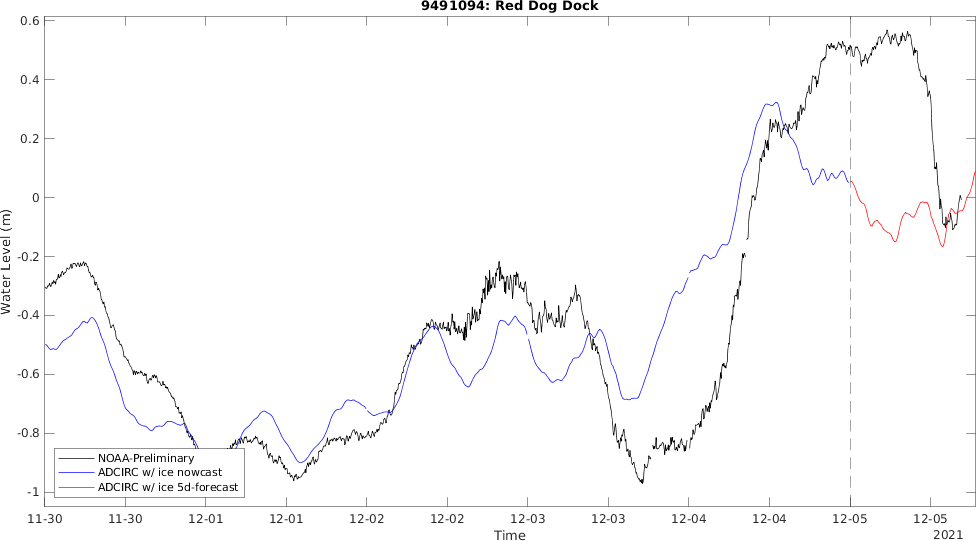 9491094: Red Dog Dock
0.6
0.4
0.2
0
-0.2
-0.4
-0.6
-0.8
-1
Water Level (m)
NOAA-Preliminary
ADCIRC w/ ice nowcast
ADCIRC w/ ice 5d-forecast
11-30 11-30 12-01 12-01 12-02 12-02 12-03 12-03 12-04 12-04 12-05 12-05
Time
2021